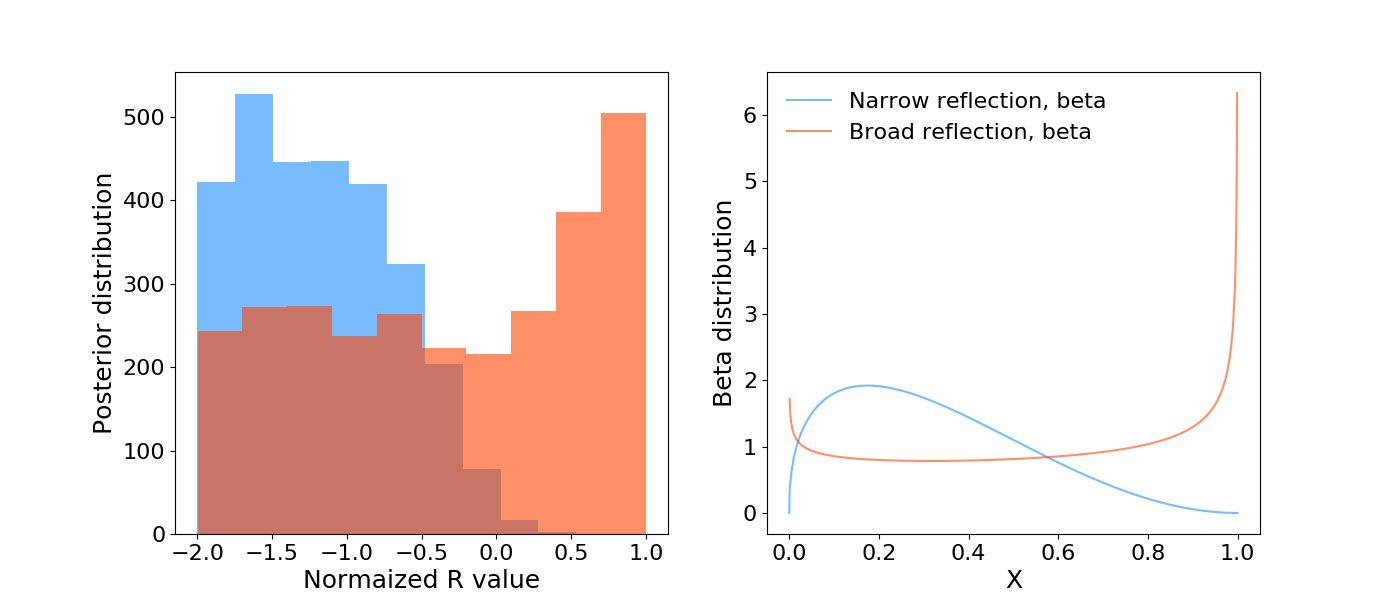 Posterior distribution
500
400
300
200
100
0
−2.0 −1.5 −1.0 −0.5 0.0 0.5 1.0
Normaized R value
Beta distribution
6
5
4
3
2
1
0
0.0 0.2 0.4 0.6 0.8 1.0
X
Narrow reflection, beta
Broad reflection, beta